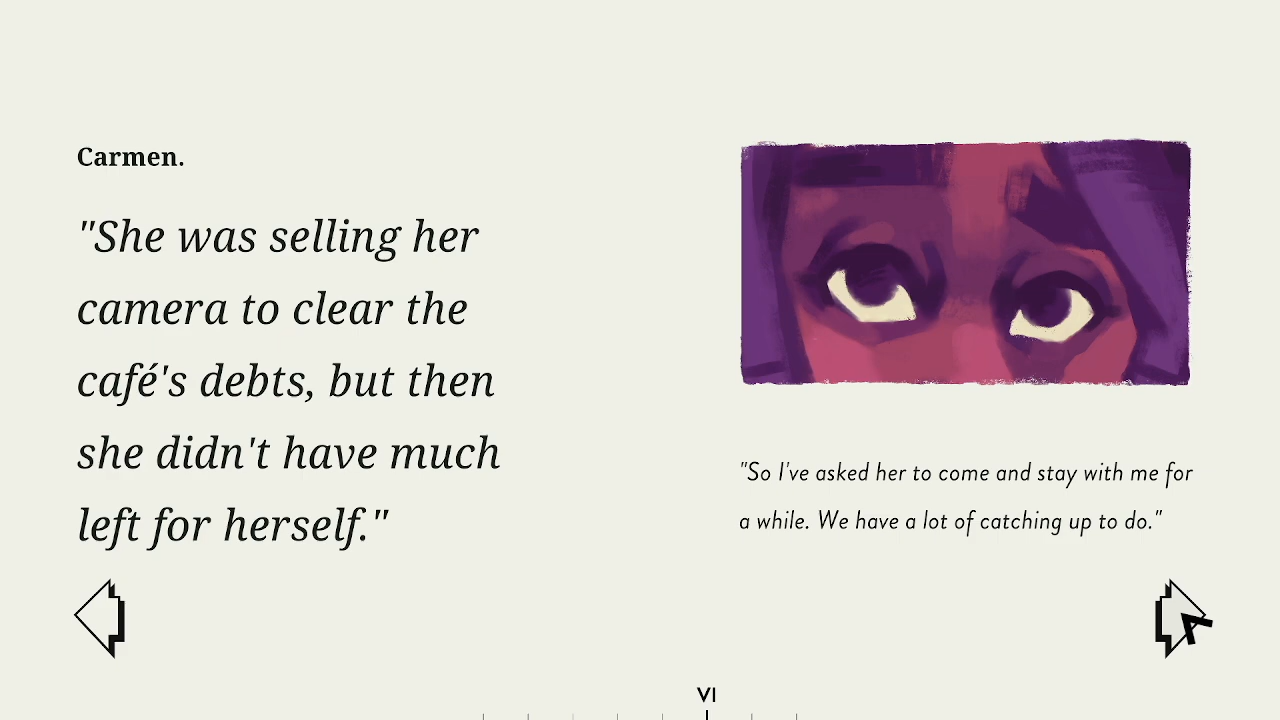 Carmen.
"She was selling her
camera to clear the
café's debts, but then
she didn't have much
left for herself."
"So I've asked her to come and stay with me for
a while. We have a lot of catching up to do."
VI